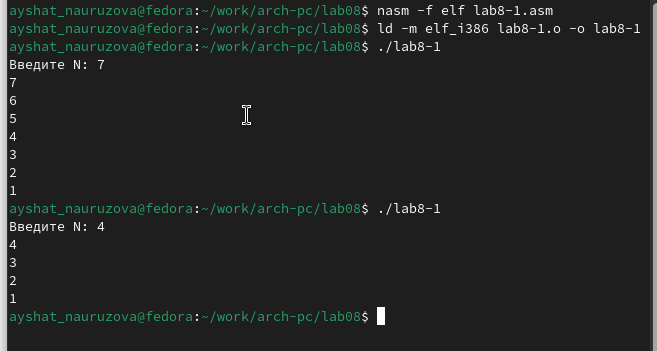 ayshat_nauruzova@fedora:~/work/arch-pc/lab08$ nasm -f elf lab8-1.asm
ayshat_nauruzova@fedora:~/work/arch-pc/lab08$ ld -m elf_i386 lab8-1.o -o lab8-1
ayshat_nauruzova@fedora:~/work/arch-pc/lab08$ ./lab8-1
Введите N: 7
7
6
5
4
3
2
1
ayshat_nauruzova@fedora:~/work/arch-pc/lab08$ ./lab8-1
Введите N: 4
4
3
2
1
ayshat_nauruzova@fedora:~/work/arch-pc/lab08$